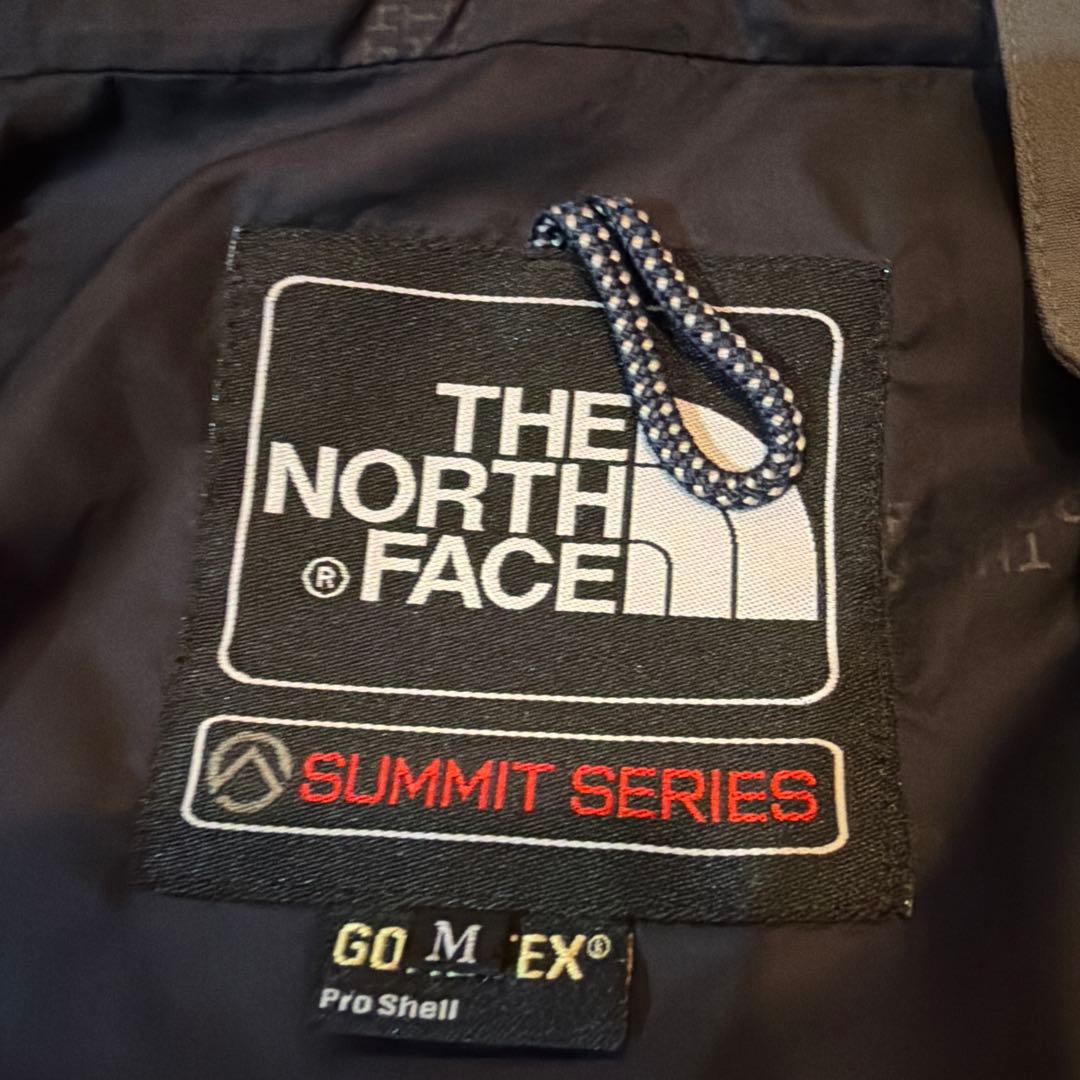 THE
NORTH
® FACE
SUMMIT SERIES
GO M EX®
Pro Shell